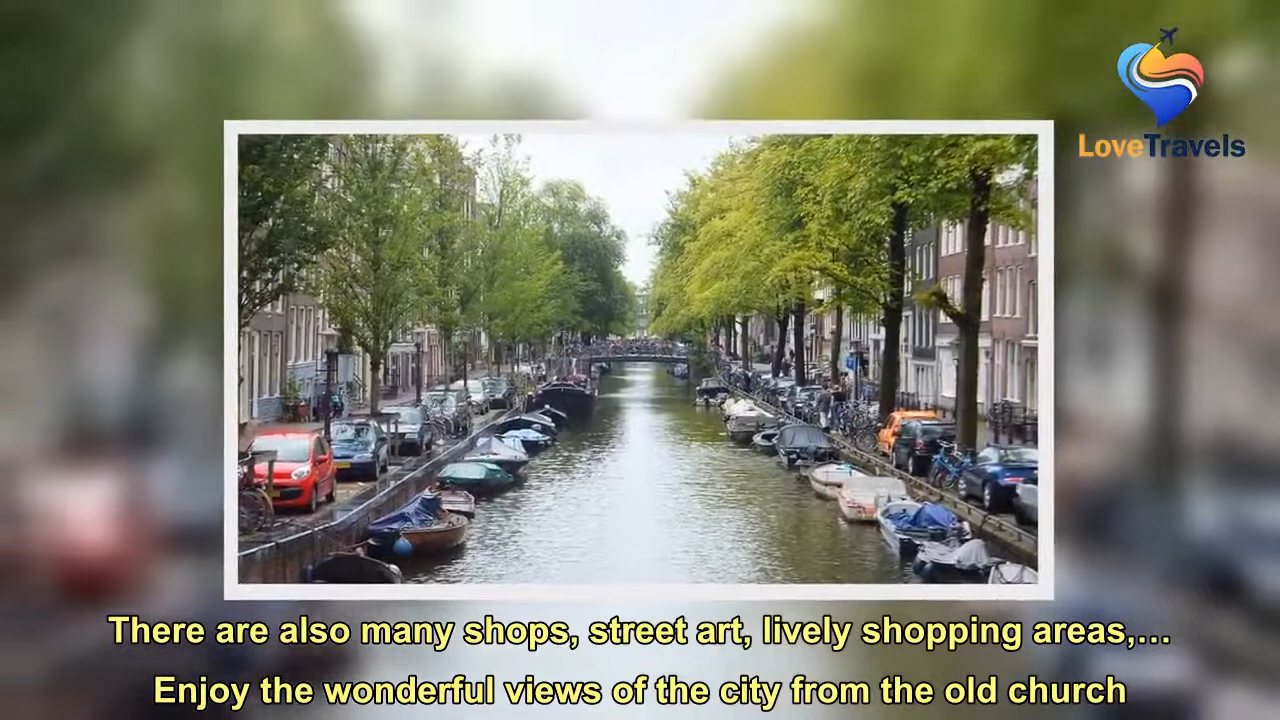 LoveTravels
There are also many shops, street art, lively shopping areas,...
Enjoy the wonderful views of the city from the old church